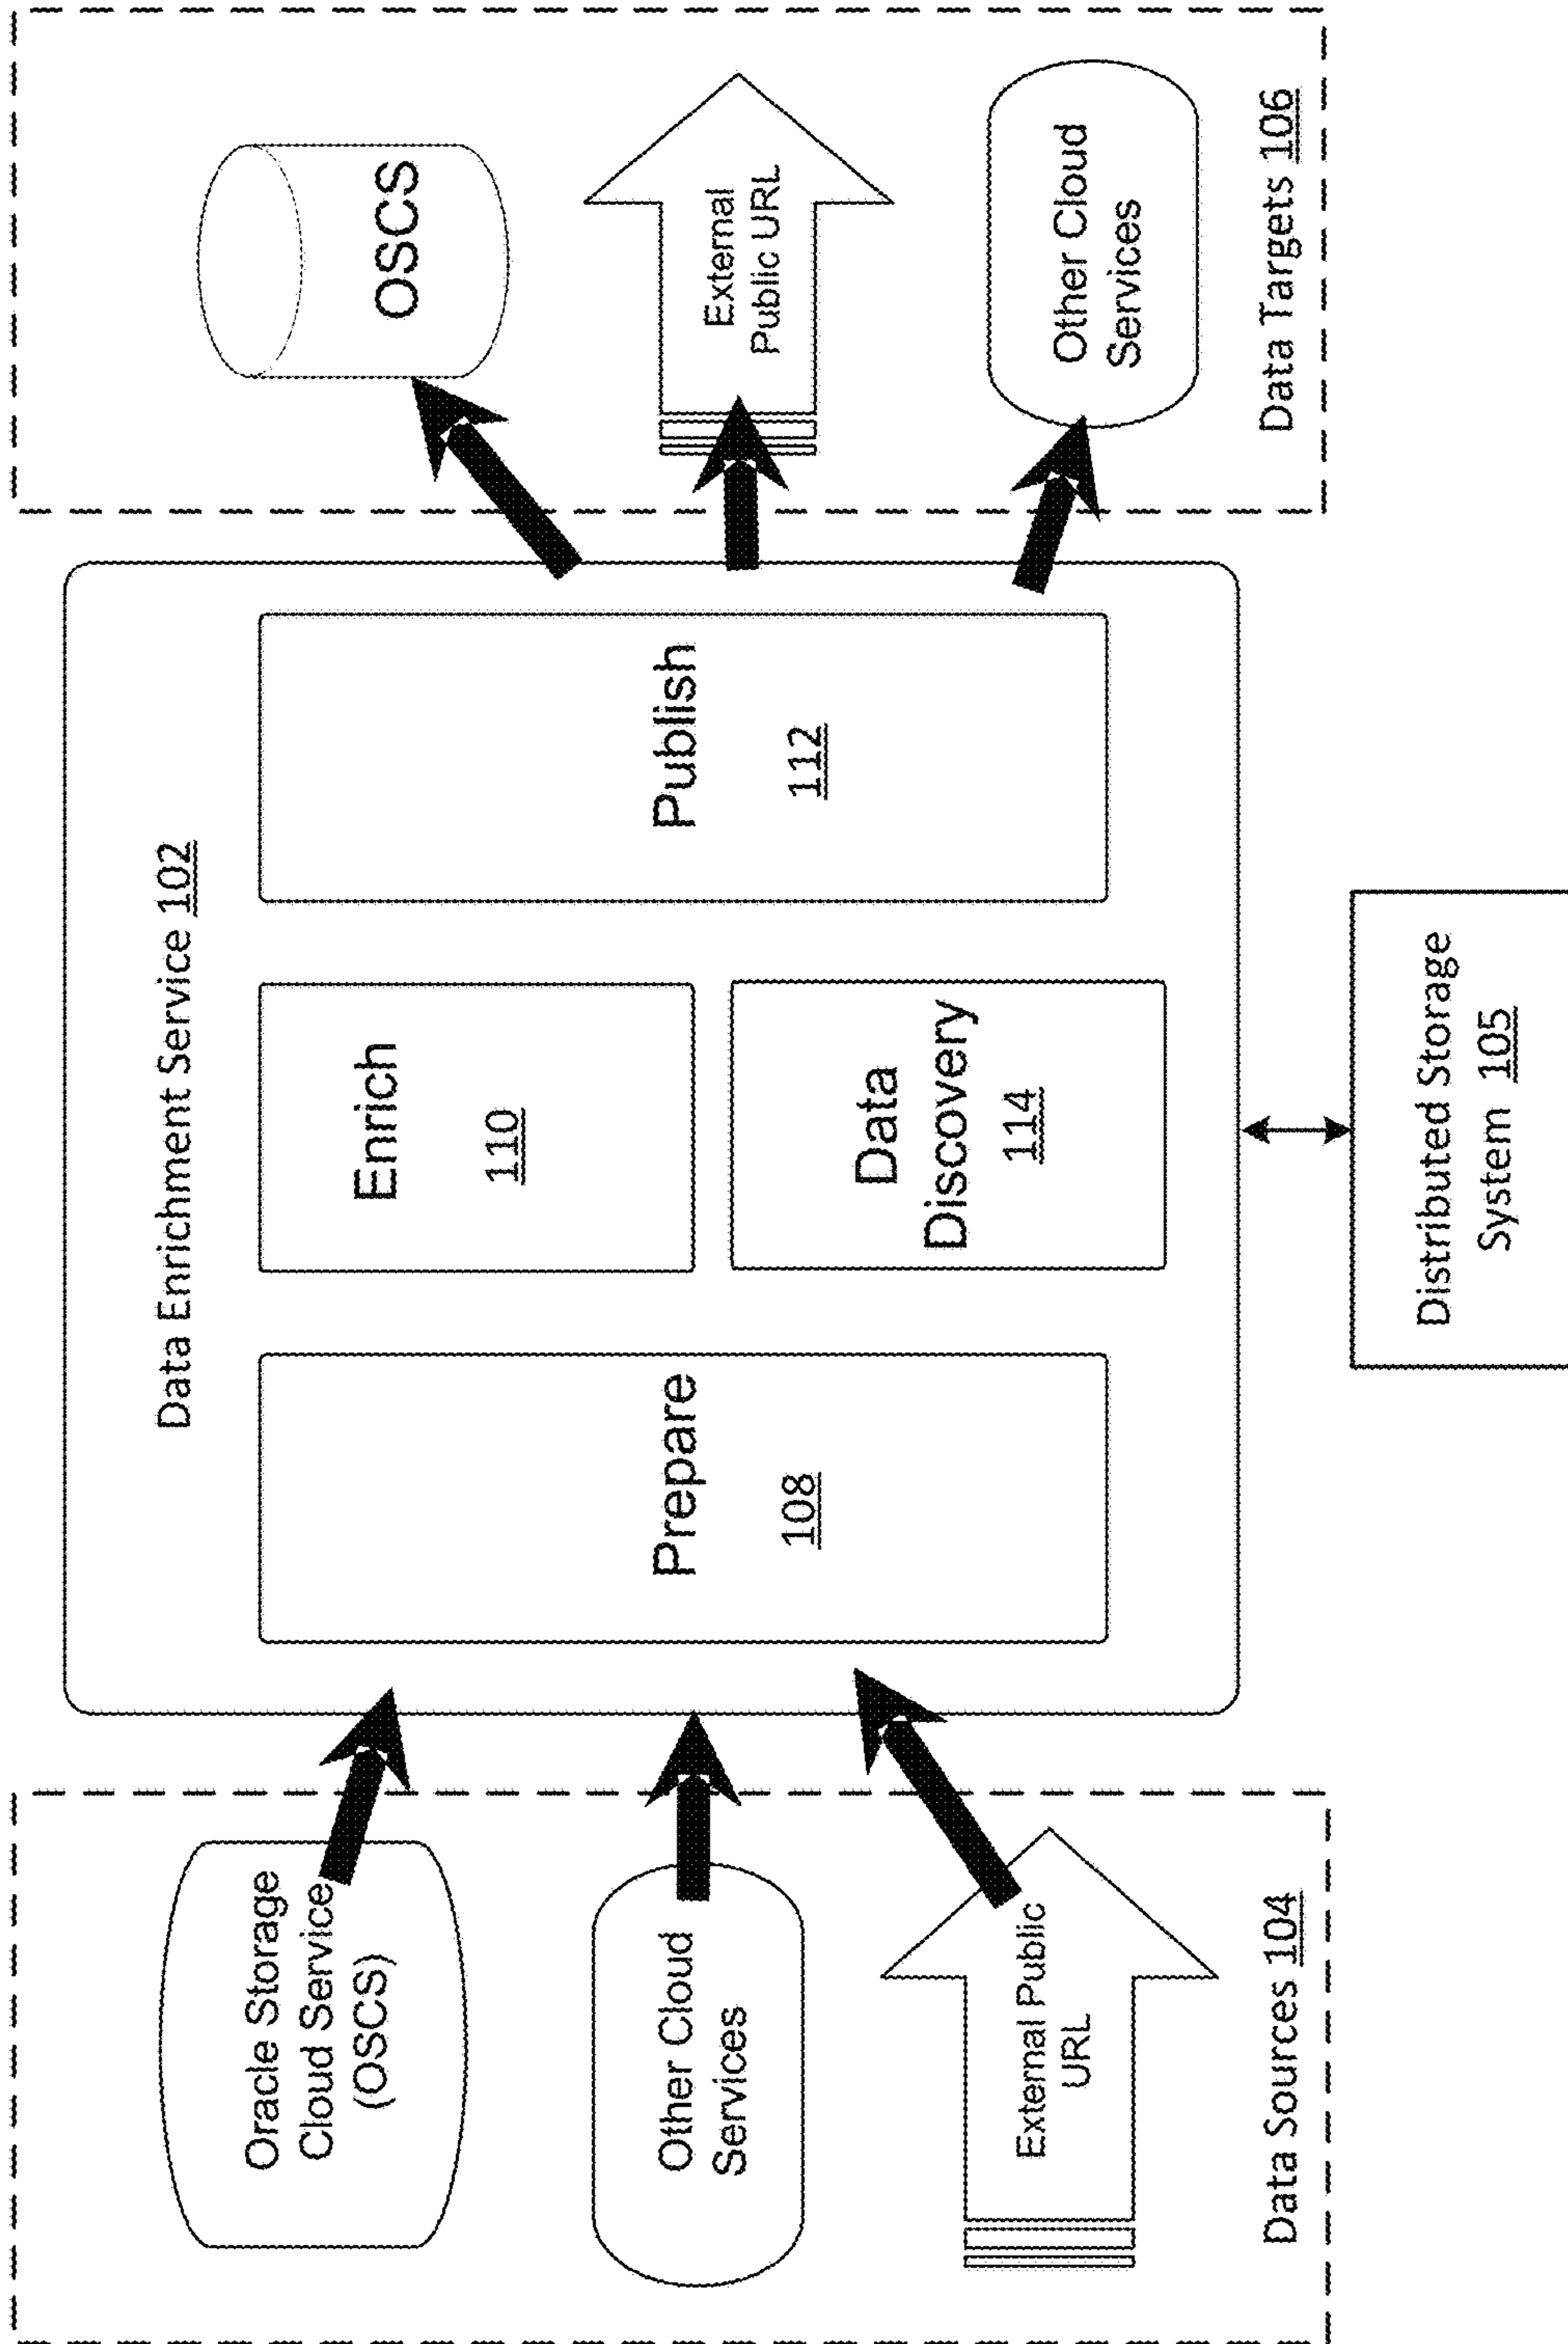 Oracle Storage
Cloud Service
(OSCS)
Other Cloud
Services
External Public
URL
Data Sources 104
Data Enrichment Service 102
Prepare
108
Enrich
110
Data
Discovery
114
Publish
112
Distributed Storage
System 105
OSCS
External
Public URL
Other Cloud
Services
Data Targets 106